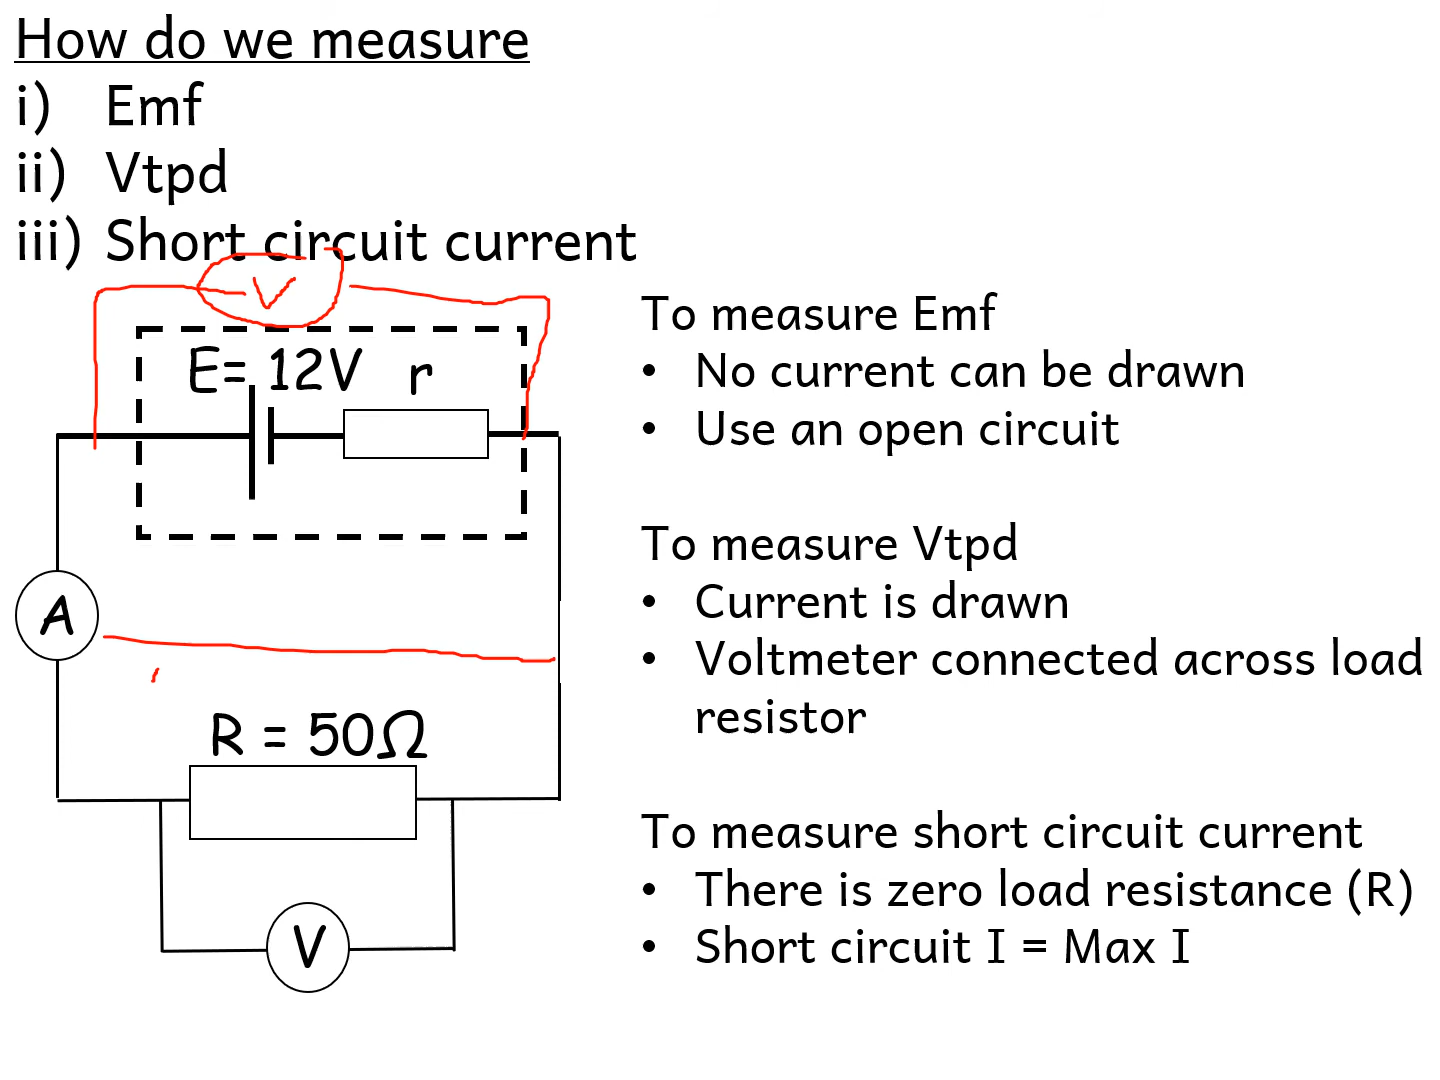 How do we measure
i) Emf
ii) Vtpd
iii) Short circuit current
V
E= 12V r
A
R = 50Ω
V
To measure Emf
• No current can be drawn
• Use an open circuit
To measure Vtpd
• Current is drawn
• Voltmeter connected across load
resistor
To measure short circuit current
• There is zero load resistance (R)
• Short circuit I = Max I